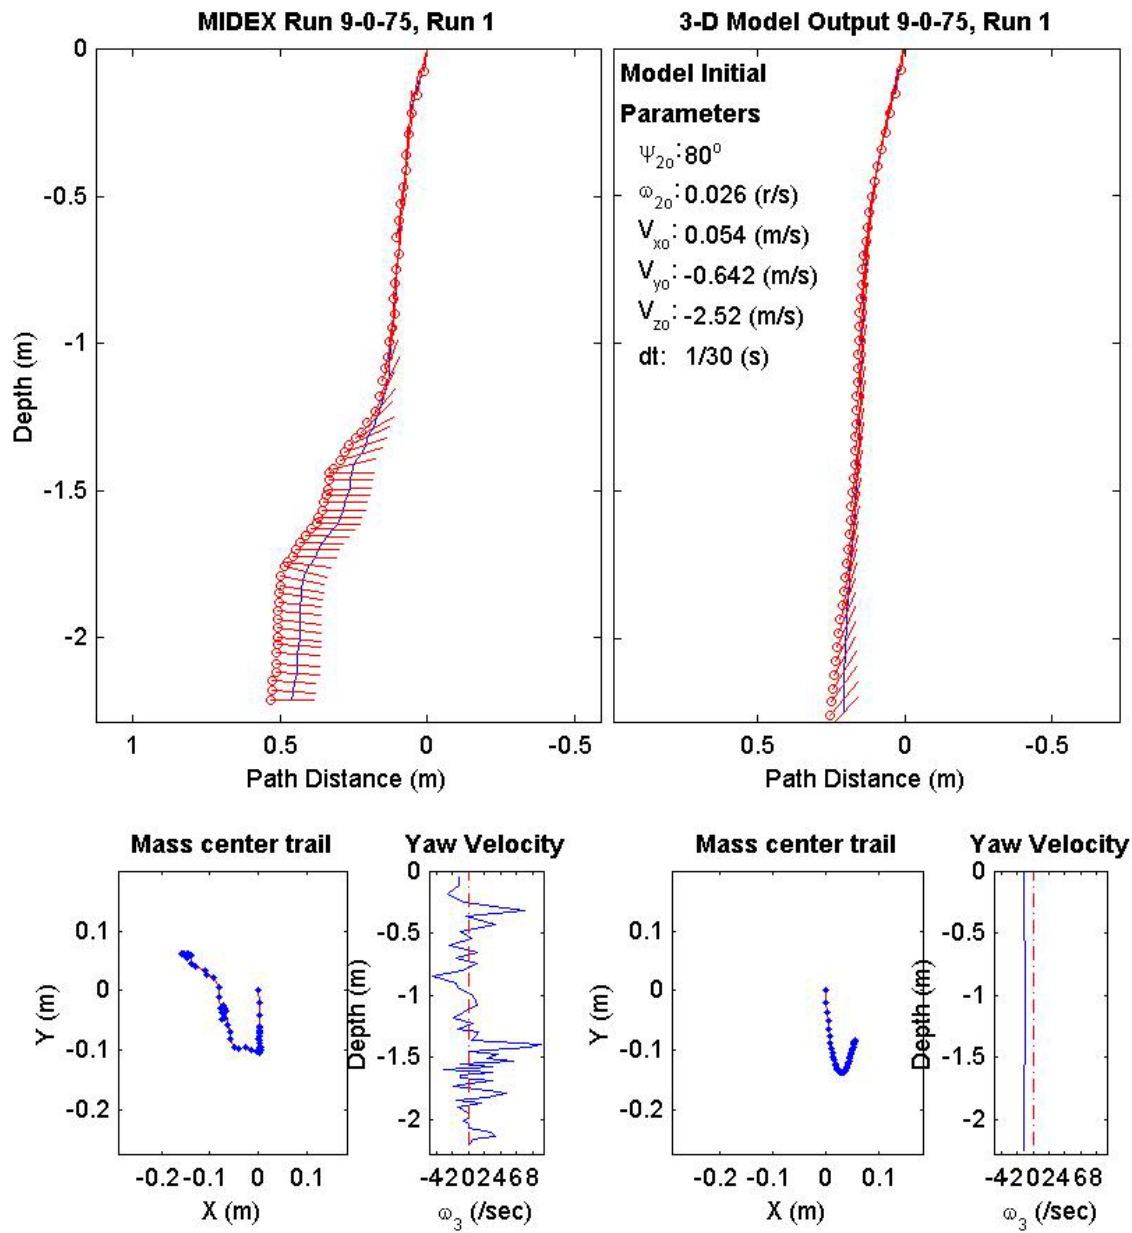 MIDEX Run 9-0-75, Run 1
3-D Model Output 9-0-75, Run 1
0
-0.5
-1
-1.5
-2
Depth (m)
1 0.5 0 -0.5
Path Distance (m)
Model Initial
Parameters
Ψ2o: 80°
ω2o: 0.026 (r/s)
Vxo: 0.054 (m/s)
Vyo: -0.642 (m/s)
Vzo: -2.52 (m/s)
dt: 1/30 (s)
0.5 0 -0.5
Path Distance (m)
Mass center trail
0.1
0
-0.1
-0.2
Y (m)
-0.2 -0.1 0 0.1
X (m)
Yaw Velocity
0
-0.5
-1
-1.5
-2
Depth (m)
-4 -2 0 2 4 6 8
ω3 (/sec)
Mass center trail
0.1
0
-0.1
-0.2
Y (m)
-0.2 -0.1 0 0.1
X (m)
Yaw Velocity
0
-0.5
-1
-1.5
-2
Depth (m)
-4 -2 0 2 4 6 8
ω3 (/sec)